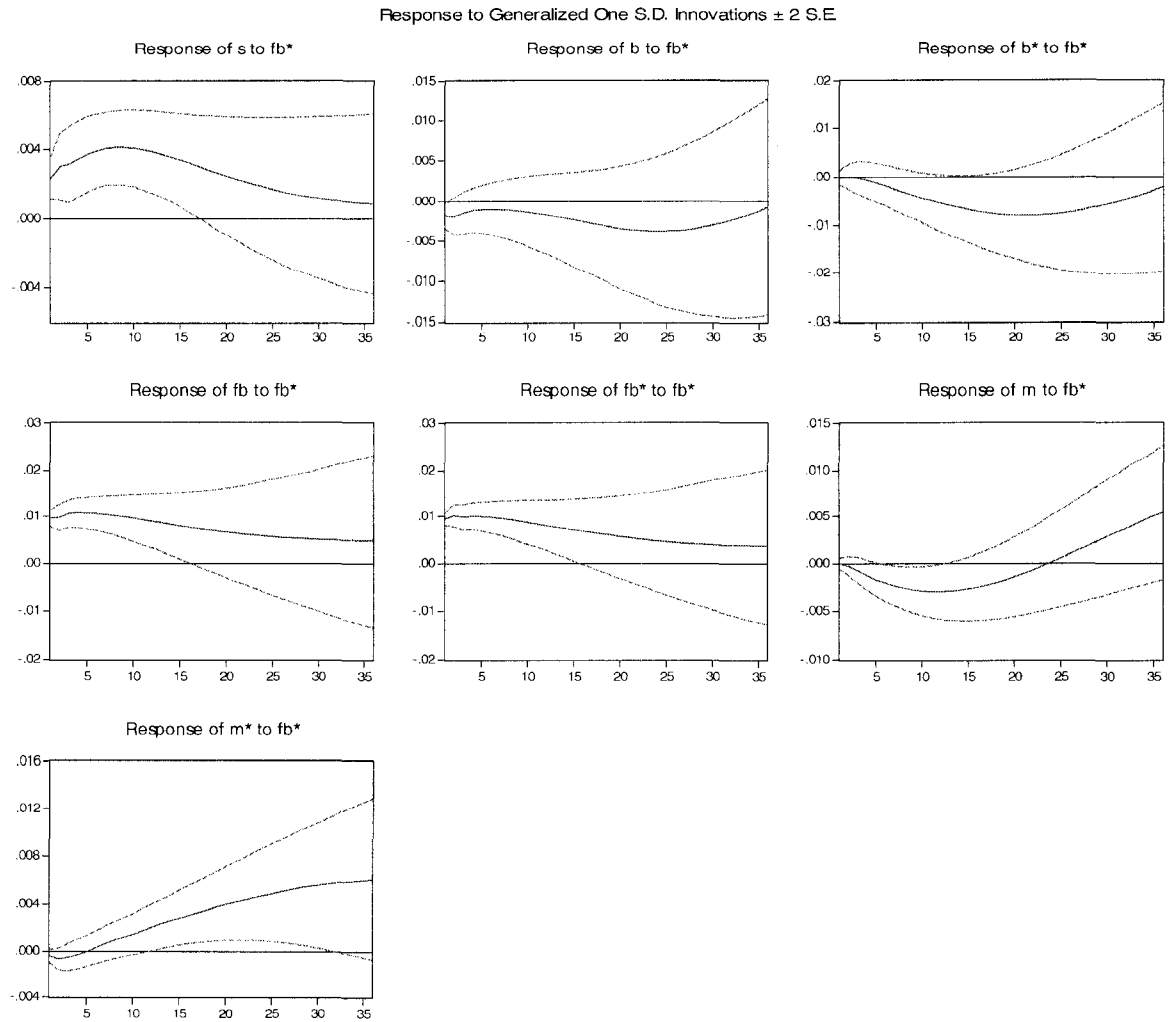 Response to Generalized One S.D. Innovations ± 2 S.E.
Response of s to fb*
.008
.004
.000
-.004
5 10 15 20 25 30 35
Response of b to fb*
.015
.010
.005
.000
-.005
-.010
-.015
5 10 15 20 25 30 35
Response of b* to fb*
.02
.01
.00
-.01
-.02
-.03
5 10 15 20 25 30 35
Response of fb to fb*
.03
.02
.01
.00
-.01
-.02
5 10 15 20 25 30 35
Response of fb* to fb*
.03
.02
.01
.00
-.01
-.02
5 10 15 20 25 30 35
Response of m to fb*
.015
.010
.005
.000
-.005
-.010
5 10 15 20 25 30 35
Response of m* to fb*
.016
.012
.008
.004
.000
-.004
5 10 15 20 25 30 35